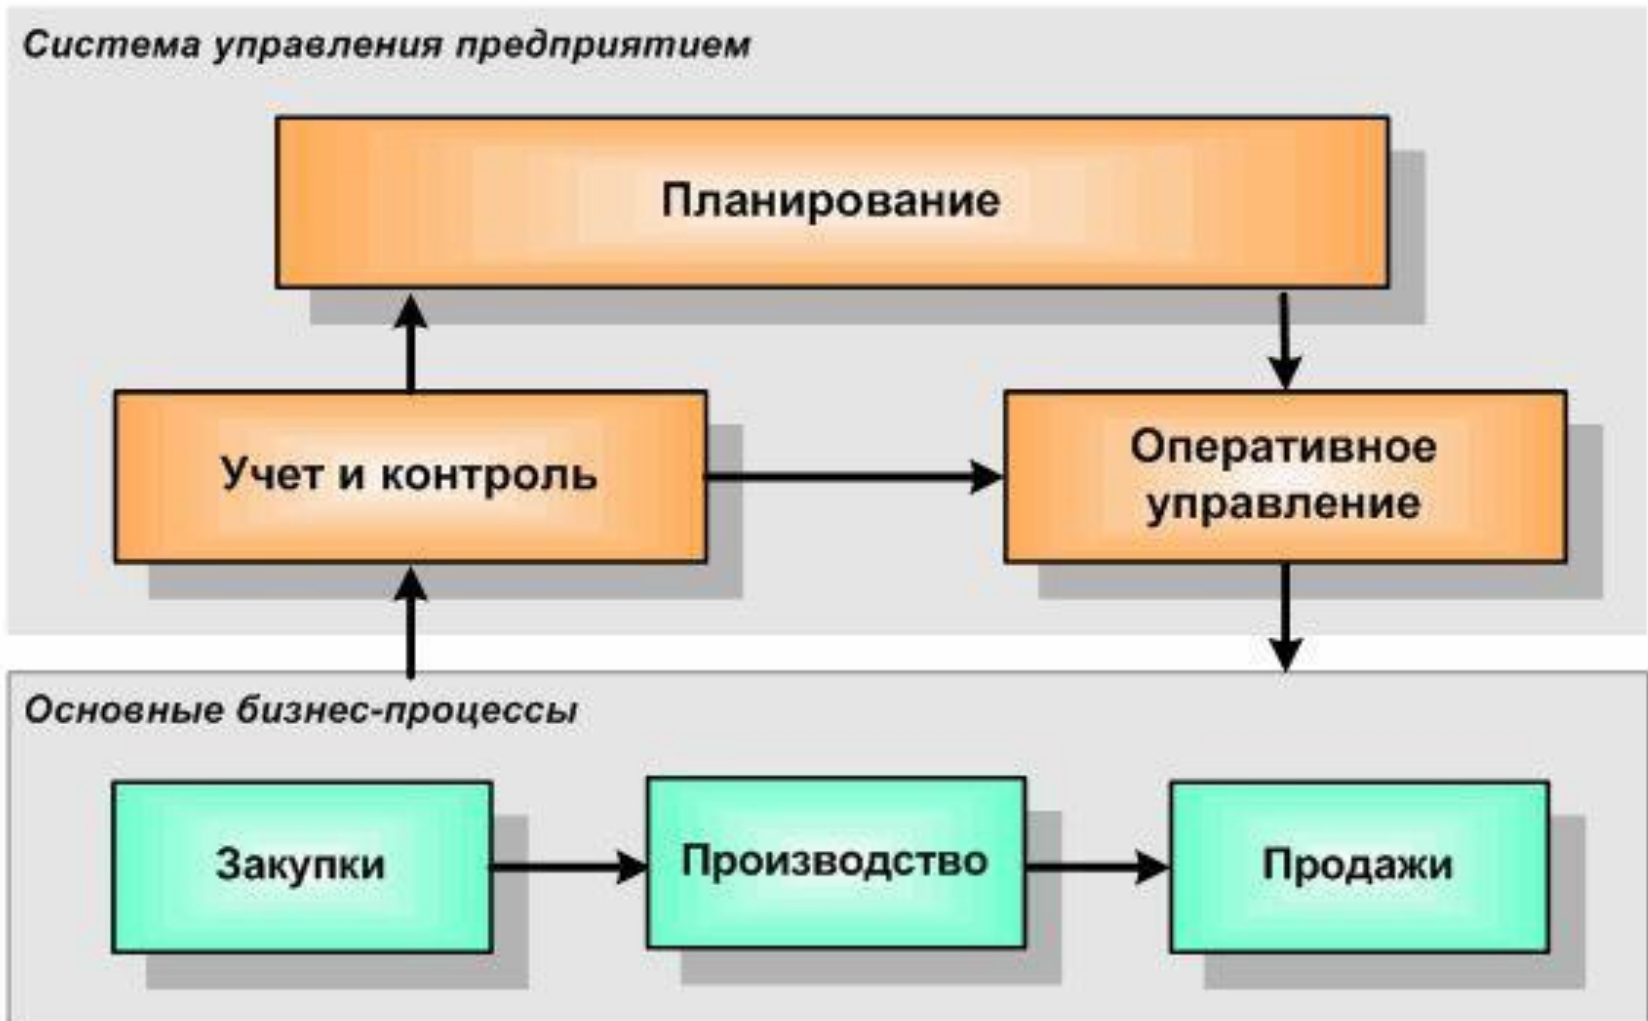 Система управления предприятием
Планирование
Учет и контроль
Оперативное
управление
Основные бизнес-процессы
Закупки
Производство
Продажи